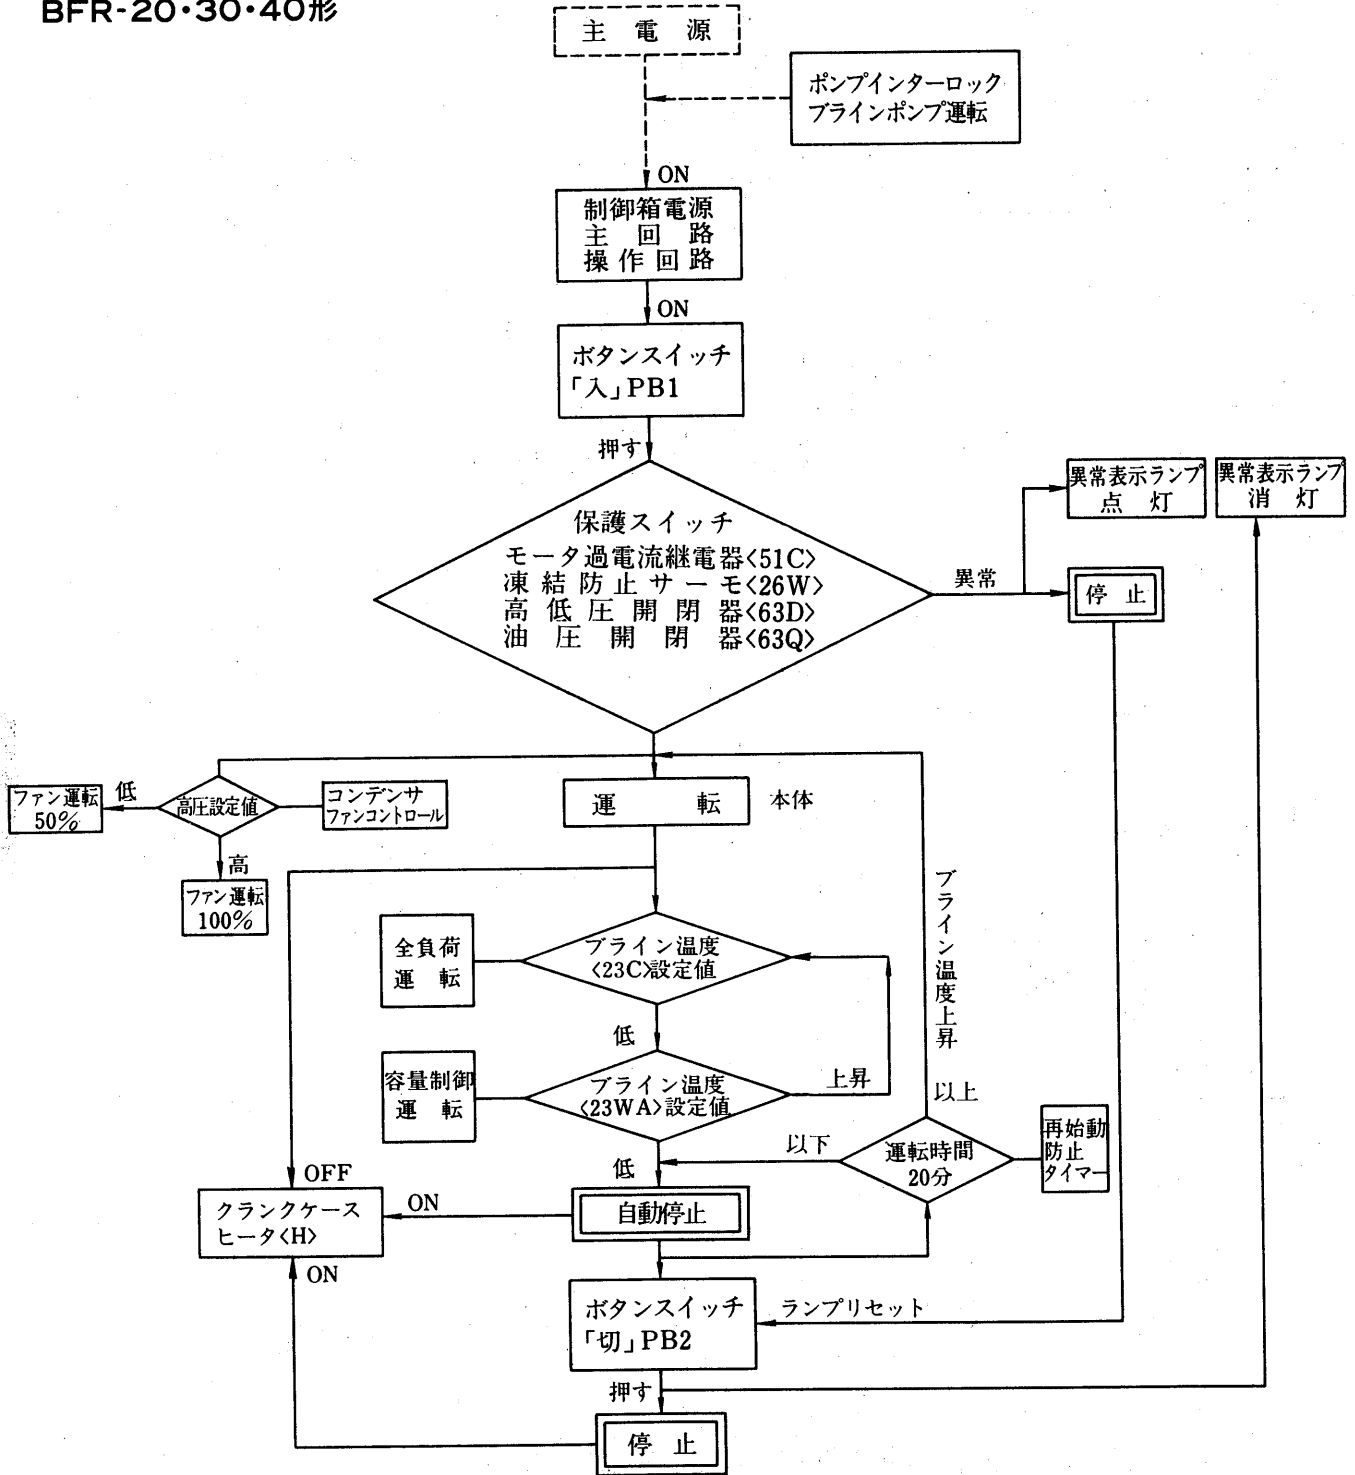 BFR-20・30・40形
主電源
ポンプインターロック
ブラインポンプ運転
ON
制御箱電源
主回路
操作回路
ON
ボタンスイッチ
「入」PB1
押す
保護スイッチ
モータ過電流継電器<51C>
凍結防止サーモ<26W>
高低圧開閉器<63D>
油圧開閉器<63Q>
異常
異常表示ランプ
点灯
異常表示ランプ
消灯
停止
ファン運転
50%
低
高圧設定値
コンデンサ
ファンコントロール
高
ファン運転
100%
運転
本体
全負荷
運転
ブライン温度
<23C>設定値
低
容量制御
運転
ブライン温度
<23WA>設定値
上昇
ブライン温度上昇
以上
以下
運転時間
20分
再始動
防止
タイマー
低
OFF
クランクケース
ヒータ<H>
ON
自動停止
ON
ボタンスイッチ
「切」PB2
ランプリセット
押す
停止